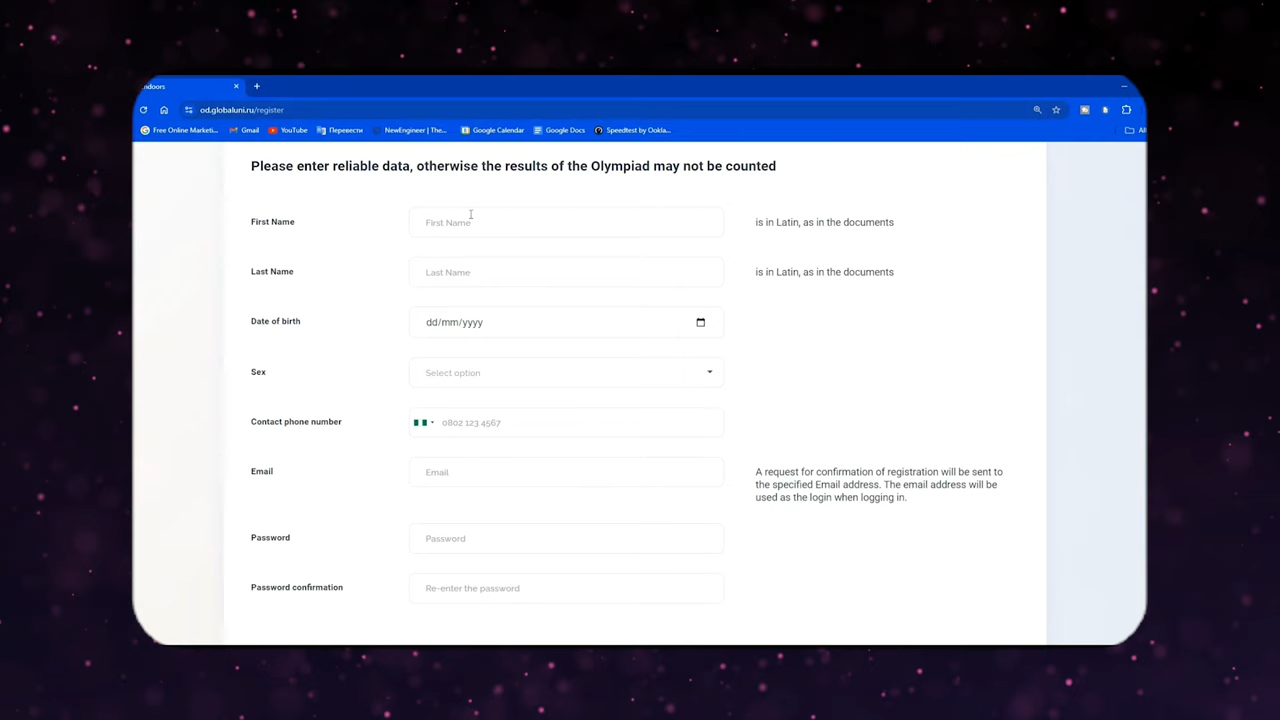 ndoors
od.globaluni.ru/register
Free Online Marketi... Gmail YouTube Перевести NewEngineer | The... Google Calendar Google Docs Speedtest by Ookla... All
Please enter reliable data, otherwise the results of the Olympiad may not be counted
First Name First Name is in Latin, as in the documents
Last Name Last Name is in Latin, as in the documents
Date of birth dd/mm/yyyy
Sex Select option
Contact phone number 0802 123 4567
Email Email A request for confirmation of registration will be sent to
the specified Email address. The email address will be
used as the login when logging in.
Password Password
Password confirmation Re-enter the password